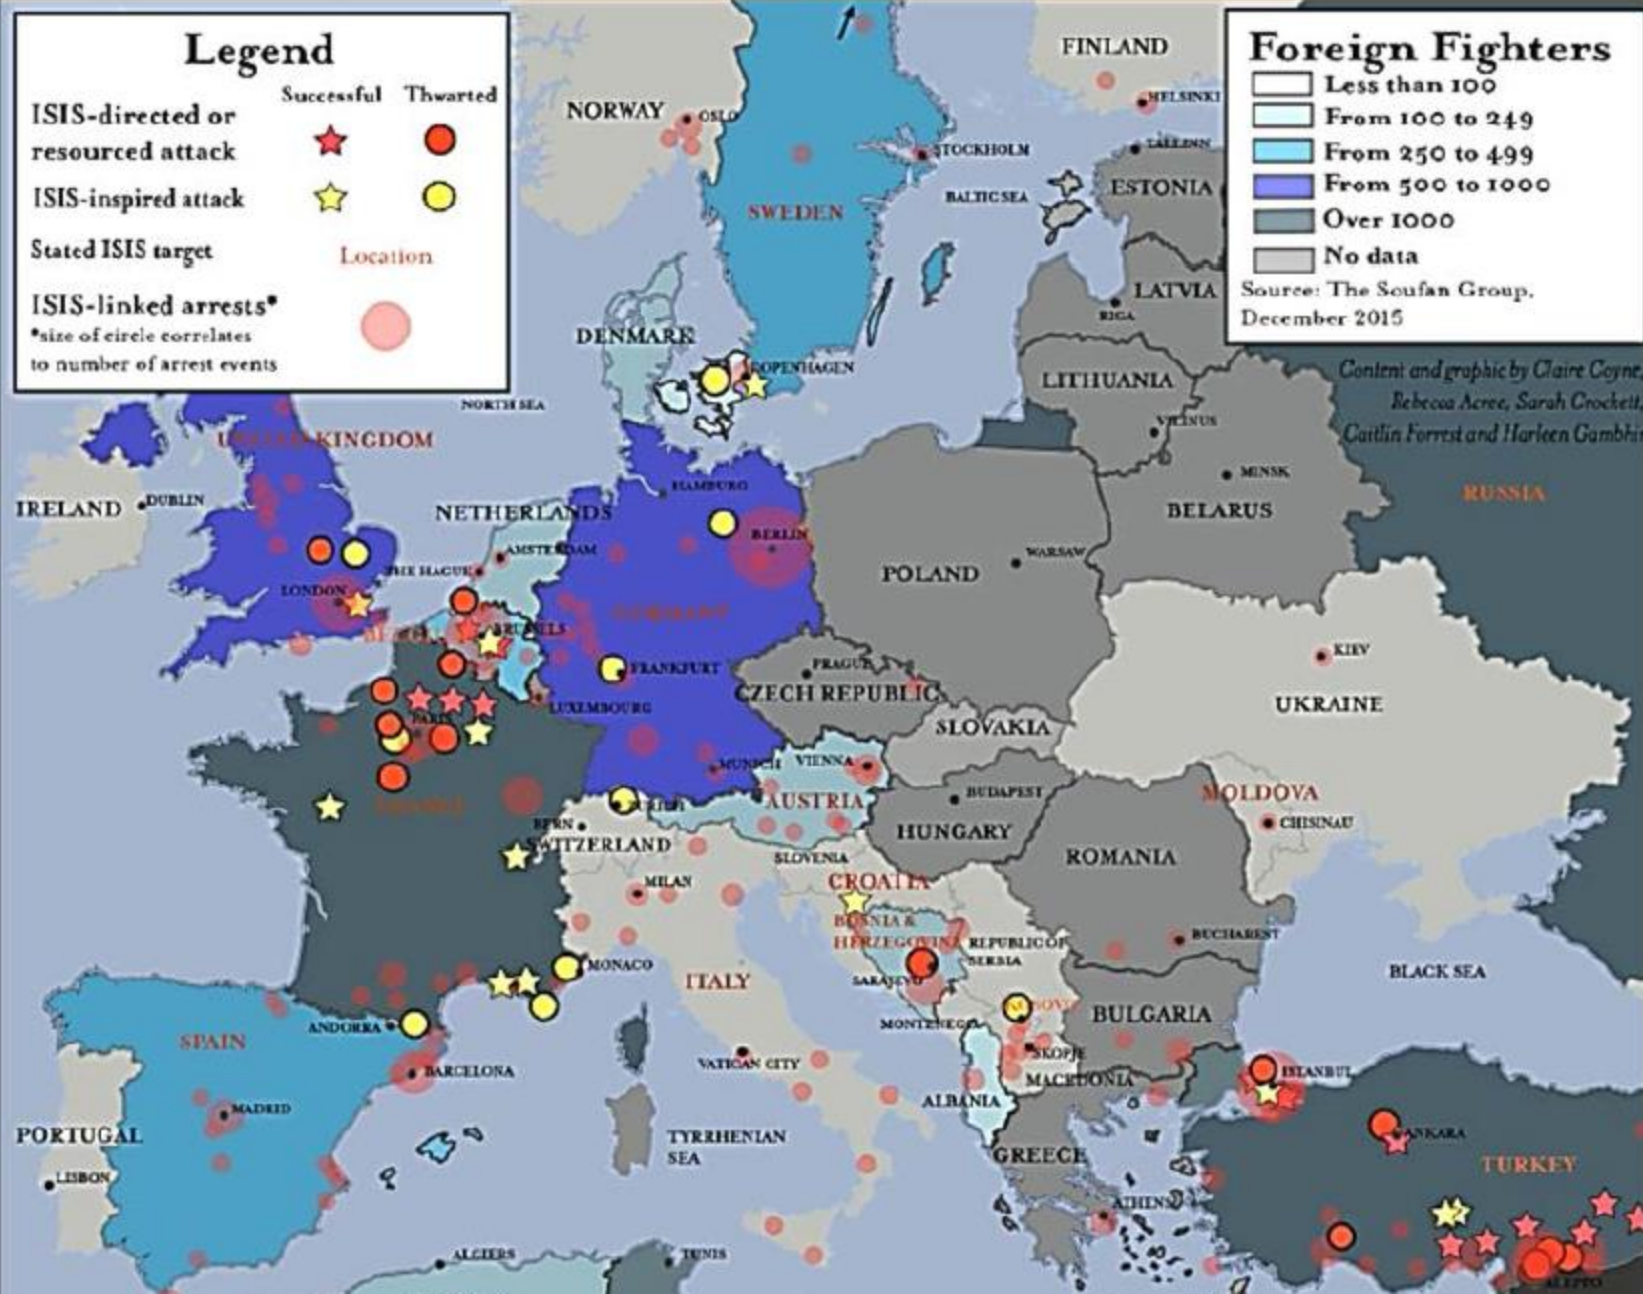 Legend
Successful Thwarted
ISIS-directed or
resourced attack
ISIS-inspired attack
Stated ISIS target Location
ISIS-linked arrests*
*size of circle correlates
to number of arrest events
Foreign Fighters
Less than 100
From 100 to 249
From 250 to 499
From 500 to 1000
Over 1000
No data
Source: The Soufan Group,
December 2015
Content and graphic by Claire Coyne,
Rebecca Acree, Sarah Crockett,
Caitlin Forrest and Harleen Gambhir
FINLAND
HELSINKI
NORWAY
OSLO
STOCKHOLM
TALLINN
ESTONIA
BALTIC SEA
SWEDEN
LATVIA
RIGA
DENMARK
COPENHAGEN
LITHUANIA
VILNIUS
NORTH SEA
UNITED KINGDOM
MINSK
RUSSIA
HAMBURG
IRELAND
DUBLIN
NETHERLANDS
BELARUS
BERLIN
AMSTERDAM
WARSAW
THE HAGUE
POLAND
LONDON
GERMANY
BRUSSELS
KIEV
PRAGUE
FRANKFURT
CZECH REPUBLIC
LUXEMBOURG
UKRAINE
PARIS
SLOVAKIA
MUNICH
VIENNA
BUDAPEST
MOLDOVA
AUSTRIA
ZURICH
FRANCE
CHISINAU
BERN
HUNGARY
SWITZERLAND
SLOVENIA
ROMANIA
MILAN
CROATIA
BOSNIA &
HERZEGOVINA
REPUBLIC OF
SERBIA
BUCHAREST
MONACO
BLACK SEA
ITALY
SARAJEVO
KOSOVO
BULGARIA
MONTENEGRO
ANDORRA
SPAIN
SKOPJE
VATICAN CITY
BARCELONA
ISTANBUL
MACEDONIA
ALBANIA
MADRID
ANKARA
PORTUGAL
TYRRHENIAN
SEA
GREECE
TURKEY
LISBON
ATHENS
ALGIERS
TUNIS
ALEPPO